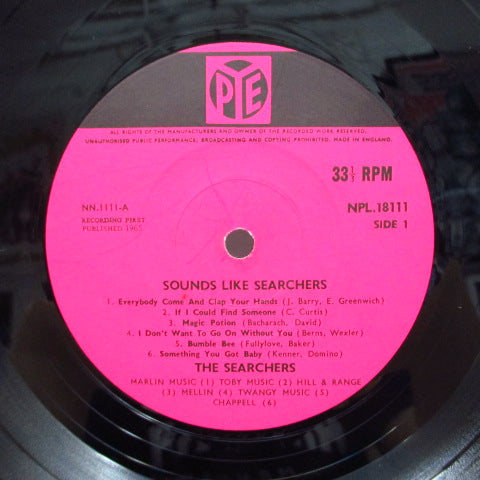 PYE
ALL RIGHTS OF THE MANUFACTURERS AND OWNER OF THE RECORDED WORK RESERVED.
UNAUTHORISED PUBLIC PERFORMANCE, BROADCASTING AND COPYING PROHIBITED. MADE IN ENGLAND.
33⅓ RPM
NN.1111-A
NPL.18111
RECORDING FIRST
PUBLISHED 1965
SIDE 1
SOUNDS LIKE SEARCHERS
1. Everybody Come And Clap Your Hands (J. Barry, E. Greenwich)
2. If I Could Find Someone (C. Curtis)
3. Magic Potion (Bacharach, David)
4. I Don't Want To Go On Without You (Berns, Wexler)
5. Bumble Bee (Fullylove, Baker)
6. Something You Got Baby (Kenner, Domino)
THE SEARCHERS
MARLIN MUSIC (1) TOBY MUSIC (2) HILL & RANGE
(3) MELLIN (4) TWANGY MUSIC (5)
CHAPPELL (6)